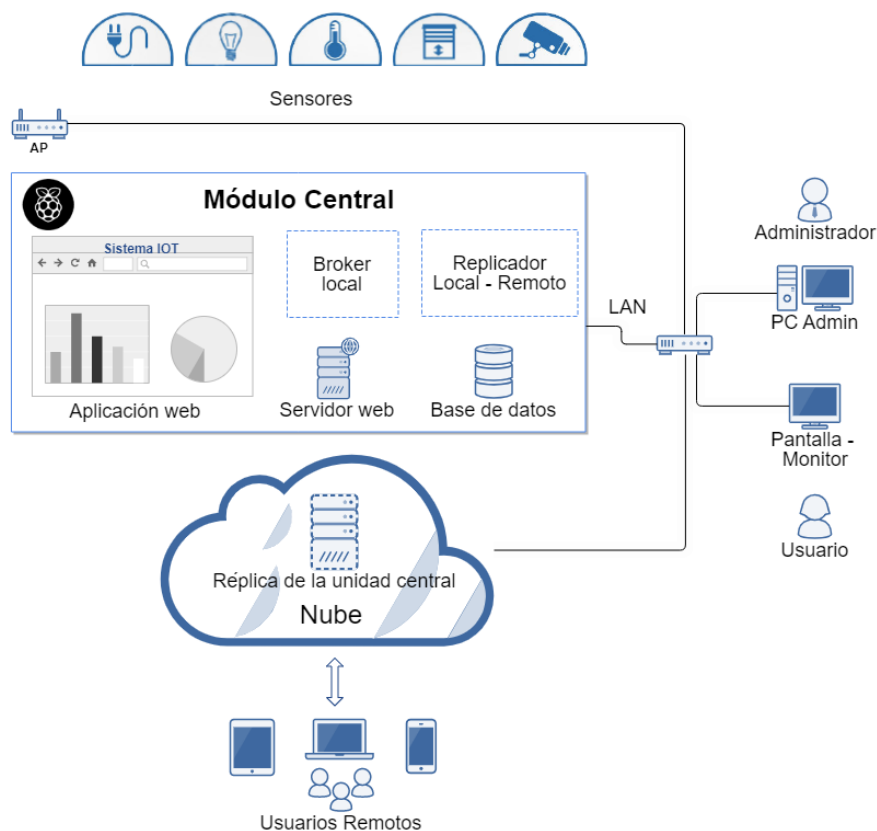 Sensores
AP
Módulo Central
Sistema IOT
Broker
local
Replicador
Local - Remoto
Aplicación web
Servidor web
Base de datos
LAN
Administrador
PC Admin
Pantalla -
Monitor
Usuario
Réplica de la unidad central
Nube
Usuarios Remotos